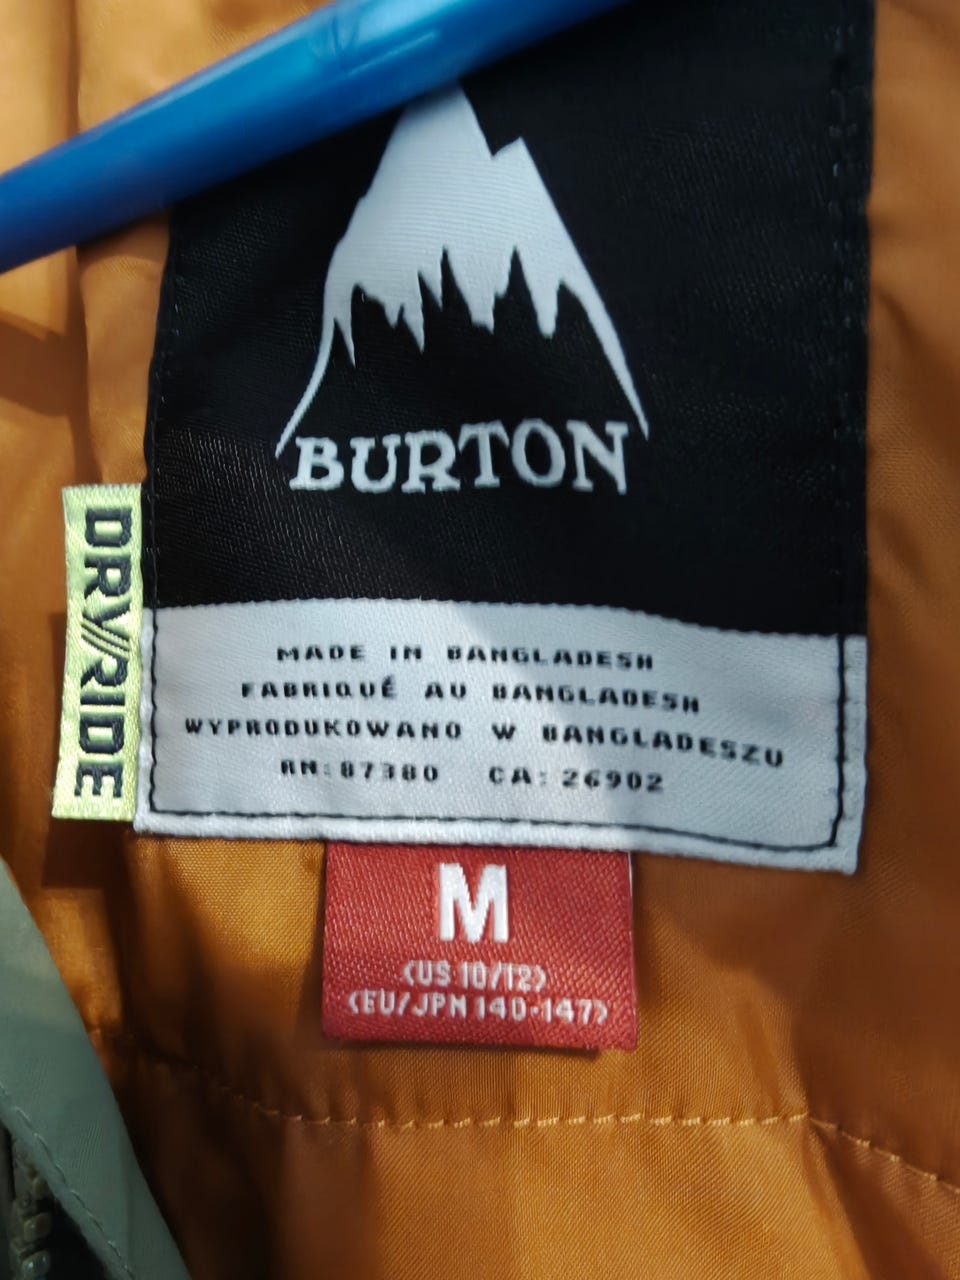 BURTON
DRY///RIDE
MADE IN BANGLADESH
FABRIQUÉ AU BANGLADESH
WYPRODUKOWANO W BANGLADESZU
RN: 87380 CA: 26902
M
(US 10/12)
(EU/JPN 140-147)